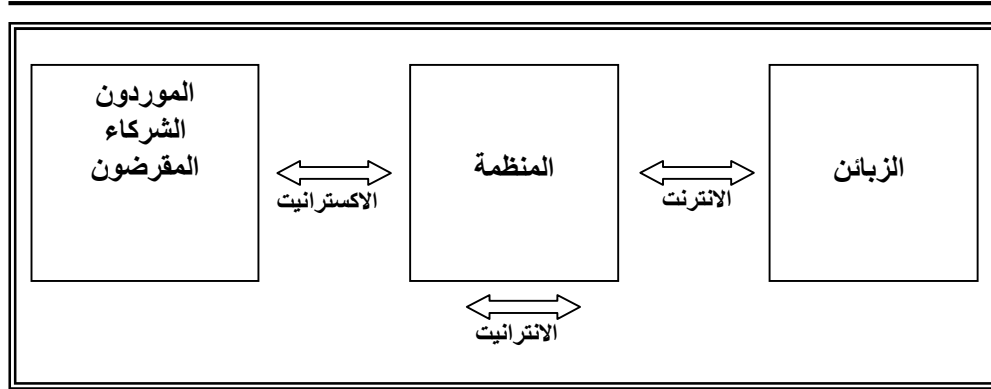 الموردون
الشركاء
المقرضون
المنظمة
الزبائن
الاكسترانيت
الانترنت
الانترانيت